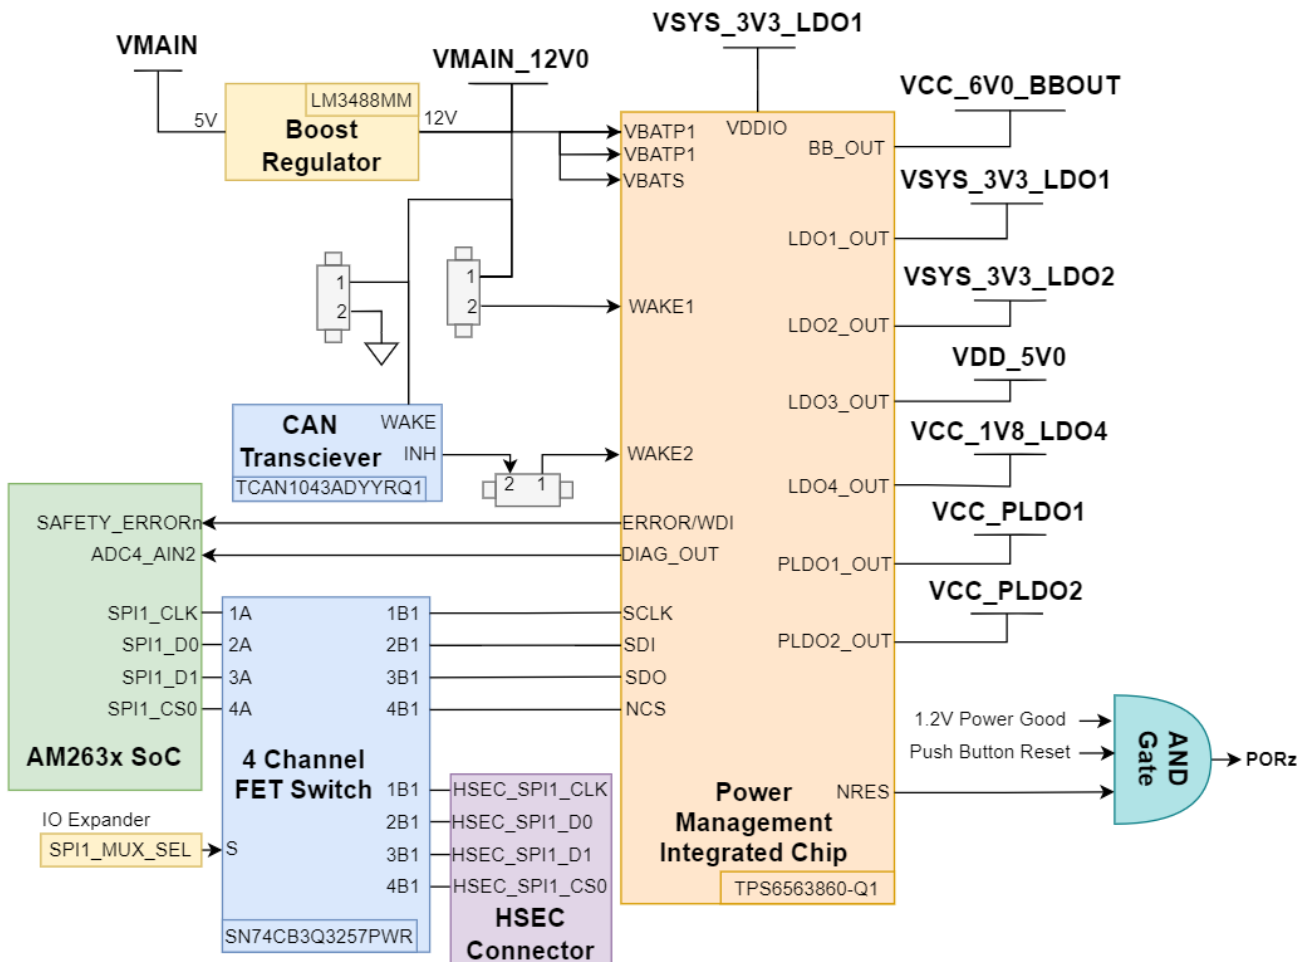 VSYS_3V3_LDO1
VMAIN
VMAIN_12V0
VCC_6V0_BBOUT
LM3488MM
5V
Boost
Regulator
12V
VBATP1
VBATP1
VBATS
VDDIO
BB_OUT
VSYS_3V3_LDO1
LDO1_OUT
1
2
1
2
WAKE1
VSYS_3V3_LDO2
LDO2_OUT
VDD_5V0
LDO3_OUT
CAN
Transciever
WAKE
INH
TCAN1043ADYYRQ1
2
1
WAKE2
VCC_1V8_LDO4
LDO4_OUT
SAFETY_ERRORn
ERROR/WDI
ADC4_AIN2
DIAG_OUT
VCC_PLDO1
PLDO1_OUT
VCC_PLDO2
PLDO2_OUT
SPI1_CLK
1A
1B1
SCLK
SPI1_D0
2A
2B1
SDI
SPI1_D1
3A
3B1
SDO
SPI1_CS0
4A
4B1
NCS
AM263x SoC
4 Channel
FET Switch
1.2V Power Good
Push Button Reset
AND
Gate
PORz
NRES
1B1
HSEC_SPI1_CLK
2B1
HSEC_SPI1_D0
3B1
HSEC_SPI1_D1
4B1
HSEC_SPI1_CS0
IO Expander
SPI1_MUX_SEL
S
Power
Management
Integrated Chip
TPS6563860-Q1
SN74CB3Q3257PWR
HSEC
Connector